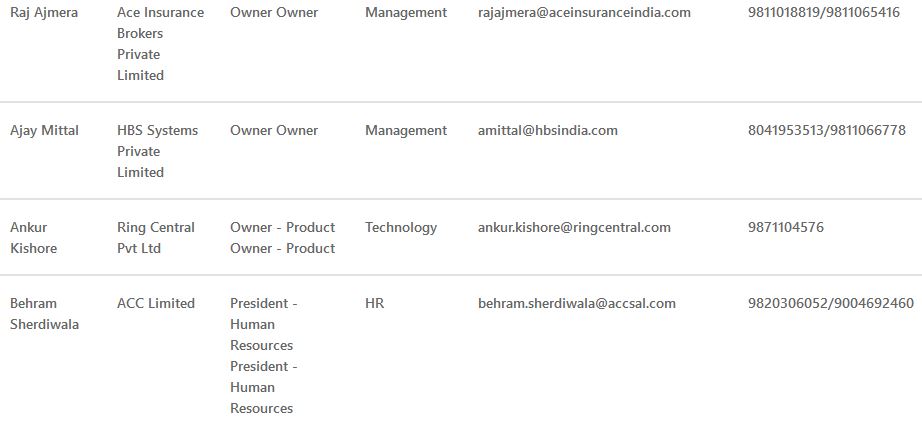 Raj Ajmera Ace Insurance Owner Owner Management rajajmera@aceinsuranceindia.com 9811018819/9811065416
Brokers
Private
Limited
Ajay Mittal HBS Systems Owner Owner Management amittal@hbsindia.com 8041953513/9811066778
Private
Limited
Ankur Ring Central Owner - Product Technology ankur.kishore@ringcentral.com 9871104576
Kishore Pvt Ltd Owner - Product
Behram ACC Limited President - HR behram.sherdiwala@accsal.com 9820306052/9004692460
Sherdiwala Human
Resources
President -
Human
Resources